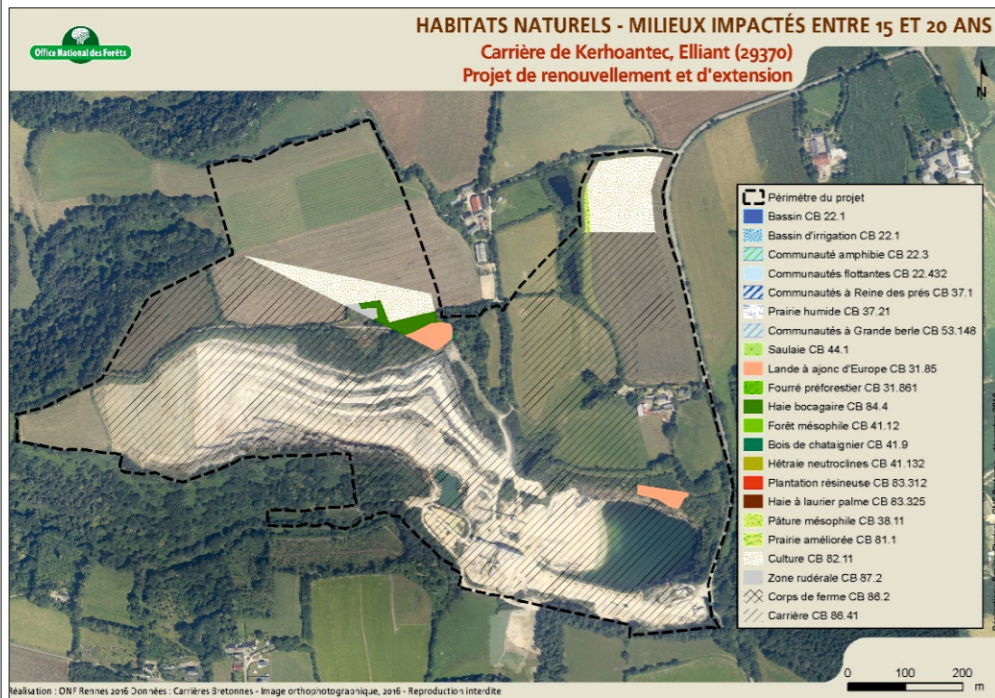 HABITATS NATURELS - MILIEUX IMPACTÉS ENTRE 15 ET 20 ANS
Carrière de Kerhoantec, Elliant (29370)
Projet de renouvellement et d'extension
Office National des Forêts
N
Périmètre du projet
Bassin CB 22.1
Bassin d'irrigation CB 22.1
Communauté amphibie CB 22.3
Communautés flottantes CB 22.432
Communautés à Reine des prés CB 37.1
Prairie humide CB 37.21
Communautés à Grande berle CB 53.148
Saulaie CB 44.1
Lande à ajonc d'Europe CB 31.85
Fourré préforestier CB 31.861
Haie bocagaire CB 84.4
Forêt mésophile CB 41.12
Bois de chataignier CB 41.9
Hêtraie neutroclines CB 41.132
Plantation résineuse CB 83.312
Haie à laurier palme CB 83.325
Pâture mésophile CB 38.11
Prairie améliorée CB 81.1
Culture CB 82.11
Zone rudérale CB 87.2
Corps de ferme CB 86.2
Carrière CB 86.41
0 100 200
m
Réalisation : ONF Rennes 2016 Données : Carrières Bretonnes - Image orthophotographique, 2016 - Reproduction interdite